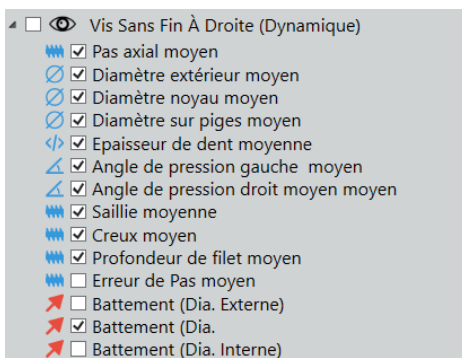 Vis Sans Fin À Droite (Dynamique)
Pas axial moyen
Diamètre extérieur moyen
Diamètre noyau moyen
Diamètre sur piges moyen
Epaisseur de dent moyenne
Angle de pression gauche  moyen
Angle de pression droit moyen moyen
Saillie moyenne
Creux moyen
Profondeur de filet moyen
Erreur de Pas moyen
Battement (Dia. Externe)
Battement (Dia.
Battement (Dia. Interne)